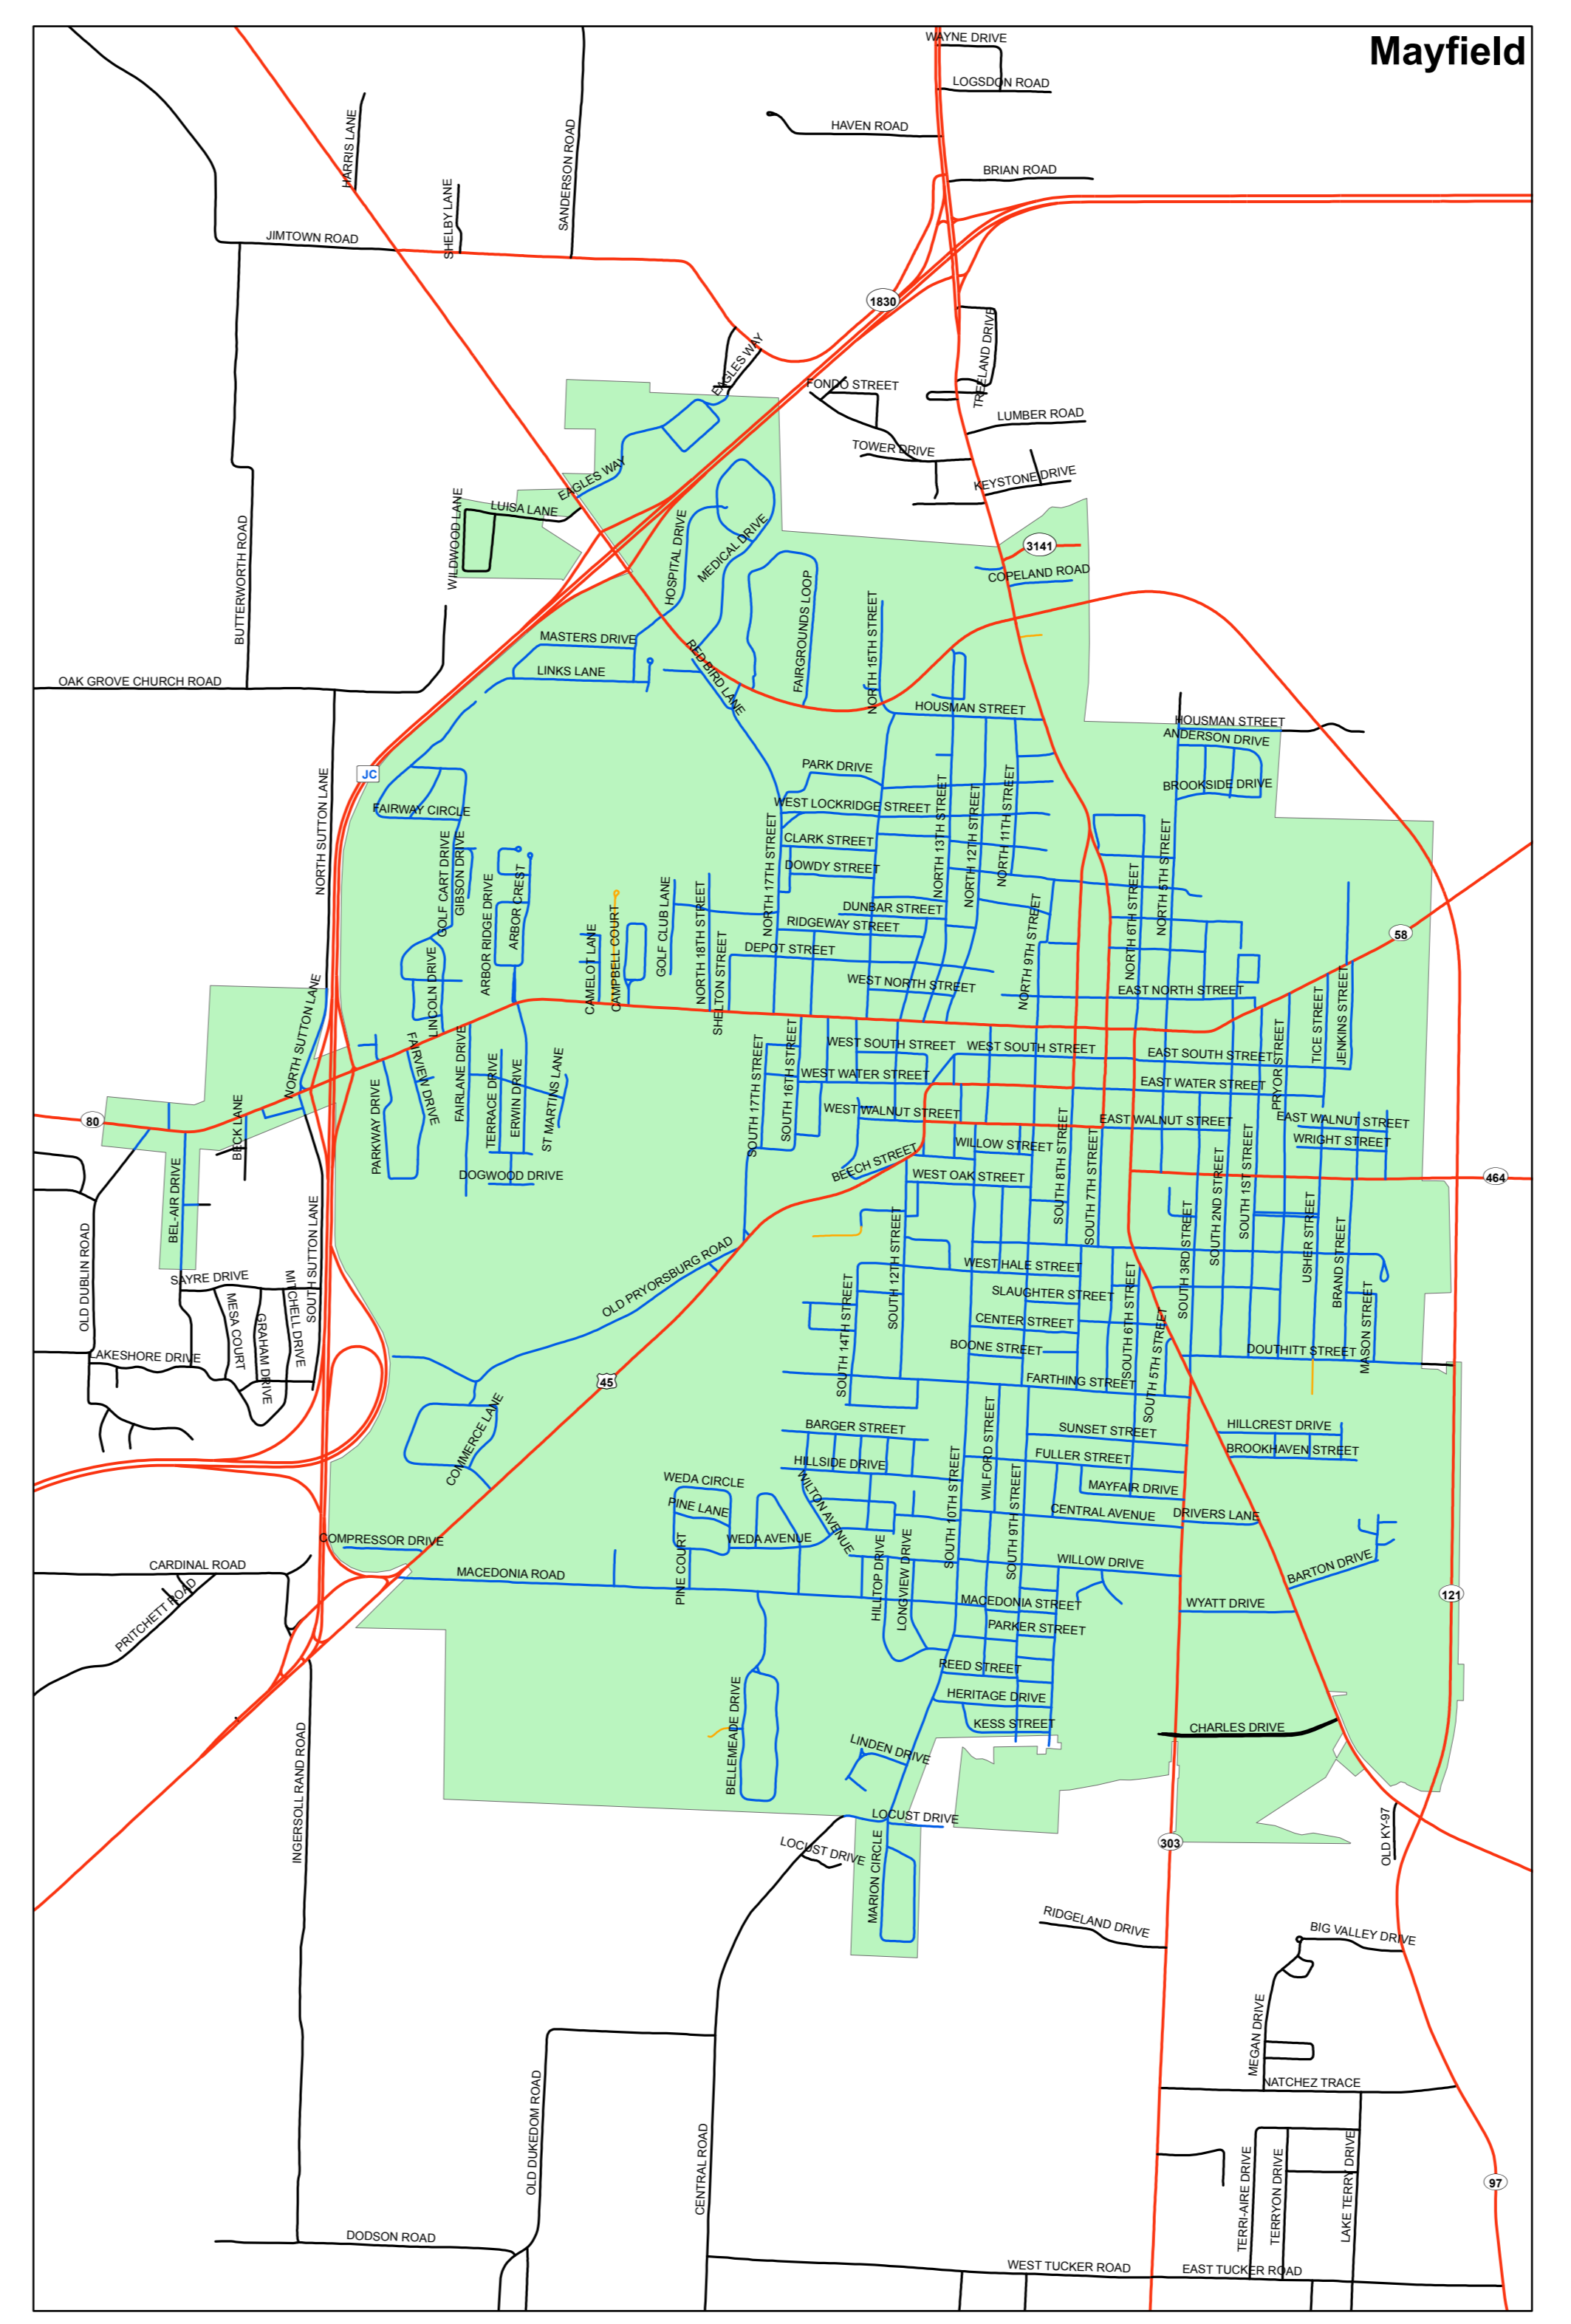 Mayfield
WAYNE DRIVE
LOGSDON ROAD
HAVEN ROAD
BRIAN ROAD
HARRIS LANE
SHELBY LANE
SANDERSON ROAD
JIMTOWN ROAD
1830
TREELAND DRIVE
EAGLES WAY
FONDO STREET
LUMBER ROAD
TOWER DRIVE
KEYSTONE DRIVE
EAGLES WAY
LUISA LANE
WILDWOOD LANE
BUTTERWORTH ROAD
HOSPITAL DRIVE
MEDICAL DRIVE
3141
COPELAND ROAD
FAIRGROUNDS LOOP
NORTH 15TH STREET
MASTERS DRIVE
LINKS LANE
RED BIRD LANE
OAK GROVE CHURCH ROAD
HOUSMAN STREET
HOUSMAN STREET
ANDERSON DRIVE
BROOKSIDE DRIVE
JC
NORTH SUTTON LANE
FAIRWAY CIRCLE
PARK DRIVE
WEST LOCKRIDGE STREET
CLARK STREET
DOWDY STREET
DUNBAR STREET
RIDGEWAY STREET
DEPOT STREET
WEST NORTH STREET
NORTH 17TH STREET
NORTH 13TH STREET
NORTH 12TH STREET
NORTH 11TH STREET
NORTH 9TH STREET
NORTH 6TH STREET
NORTH 5TH STREET
GOLF CART DRIVE
GIBSON DRIVE
ARBOR RIDGE DRIVE
ARBOR CREST
CAMELOT LANE
CAMPBELL COURT
GOLF CLUB LANE
NORTH 18TH STREET
SHELTON STREET
LINCOLN DRIVE
58
EAST NORTH STREET
TICE STREET
JENKINS STREET
PRYOR STREET
NORTH SUTTON LANE
FAIRVIEW DRIVE
PARKWAY DRIVE
FAIRLANE DRIVE
TERRACE DRIVE
ERWIN DRIVE
ST MARTINS LANE
DOGWOOD DRIVE
SOUTH 17TH STREET
SOUTH 16TH STREET
WEST SOUTH STREET
WEST SOUTH STREET
EAST SOUTH STREET
WEST WATER STREET
EAST WATER STREET
WEST WALNUT STREET
EAST WALNUT STREET
EAST WALNUT STREET
WRIGHT STREET
80
BECK LANE
BEL-AIR DRIVE
BEECH STREET
WILLOW STREET
WEST OAK STREET
SOUTH 8TH STREET
SOUTH 7TH STREET
SOUTH 3RD STREET
SOUTH 2ND STREET
SOUTH 1ST STREET
USHER STREET
BRAND STREET
MASON STREET
464
OLD DUBLIN ROAD
SOUTH SUTTON LANE
SAYRE DRIVE
MESA COURT
GRAHAM DRIVE
MITCHELL DRIVE
LAKESHORE DRIVE
OLD PRYORSBURG ROAD
SOUTH 12TH STREET
SOUTH 14TH STREET
WEST HALE STREET
SLAUGHTER STREET
CENTER STREET
BOONE STREET
FARTHING STREET
SOUTH 6TH STREET
SOUTH 5TH STREET
DOUTHITT STREET
45
COMMERCE LANE
BARGER STREET
HILLSIDE DRIVE
WILTON AVENUE
WEDA CIRCLE
PINE LANE
WEDA AVENUE
PINE COURT
SOUTH 10TH STREET
WILFORD STREET
SOUTH 9TH STREET
SUNSET STREET
FULLER STREET
MAYFAIR DRIVE
CENTRAL AVENUE
DRIVERS LANE
HILLCREST DRIVE
BROOKHAVEN STREET
BARTON DRIVE
WILLOW DRIVE
WYATT DRIVE
COMPRESSOR DRIVE
CARDINAL ROAD
PRITCHETT ROAD
MACEDONIA ROAD
HILLTOP DRIVE
LONGVIEW DRIVE
MACEDONIA STREET
PARKER STREET
REED STREET
HERITAGE DRIVE
KESS STREET
121
BELLEMEADE DRIVE
LINDEN DRIVE
CHARLES DRIVE
INGERSOLL RAND ROAD
LOCUST DRIVE
LOCUST DRIVE
MARION CIRCLE
303
OLD KY-97
RIDGELAND DRIVE
BIG VALLEY DRIVE
MEGAN DRIVE
NATCHEZ TRACE
OLD DUKEDOM ROAD
CENTRAL ROAD
TERRI-AIRE DRIVE
TERRYON DRIVE
LAKE TERRY DRIVE
97
DODSON ROAD
WEST TUCKER ROAD
EAST TUCKER ROAD